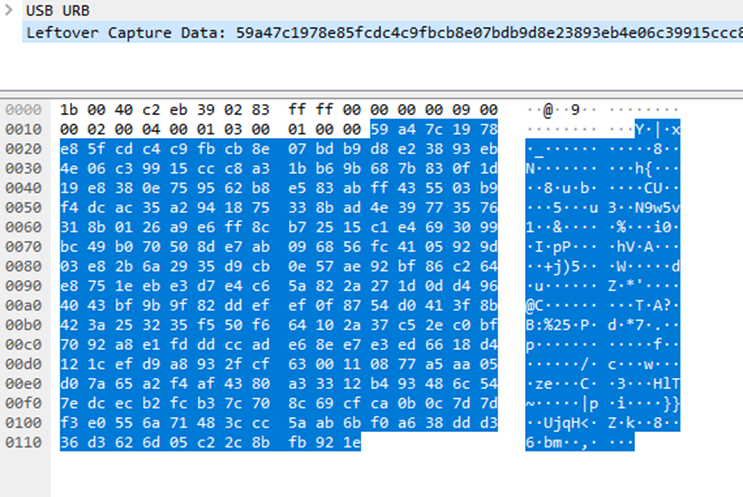 USB URB
Leftover Capture Data: 59a47c1978e85fcdc4c9fbcb8e07bdb9d8e23893eb4e06c39915ccc8
0000 1b 00 40 c2 eb 39 02 83 ff ff 00 00 00 00 09 00 ··@··9·· ········
0010 00 02 00 04 00 01 03 00 01 00 00 59 a4 7c 19 78 ········ ···Y·|·x
0020 e8 5f cd c4 c9 fb cb 8e 07 bd b9 d8 e2 38 93 eb ·_······ ·····8··
0030 4e 06 c3 99 15 cc c8 a3 1b b6 9b 68 7b 83 0f 1d N······· ···h{···
0040 19 e8 38 0e 75 95 62 b8 e5 83 ab ff 43 55 03 b9 ··8·u·b· ····CU··
0050 f4 dc ac 35 a2 94 18 75 33 8b ad 4e 39 77 35 76 ···5···u 3··N9w5v
0060 31 8b 01 26 a9 e6 ff 8c b7 25 15 c1 e4 69 30 99 1··&···· ·%···i0·
0070 bc 49 b0 70 50 8d e7 ab 09 68 56 fc 41 05 92 9d ·I·pP··· ·hV·A···
0080 03 e8 2b 6a 29 35 d9 cb 0e 57 ae 92 bf 86 c2 64 ··+j)5·· ·W·····d
0090 e8 75 1e eb e3 d7 e4 c6 5a 82 2a 27 1d 0d d4 96 ·u······ Z·*'····
00a0 40 43 bf 9b 9f 82 dd ef ef 0f 87 54 d0 41 3f 8b @C······ ···T·A?·
00b0 42 3a 25 32 35 f5 50 f6 64 10 2a 37 c5 2e c0 bf B:%25·P· d·*7·.··
00c0 70 92 a8 e1 fd dd cc ad e6 8e e7 e3 ed 66 18 d4 p······· ·····f··
00d0 12 1c ef d9 a8 93 2f cf 63 00 11 08 77 a5 aa 05 ······/· c···w···
00e0 d0 7a 65 a2 f4 af 43 80 a3 33 12 b4 93 48 6c 54 ·ze···C· ·3···HlT
00f0 7e dc ec b2 fc b3 7c 70 8c 69 cf ca 0b 0c 7d 7d ~·····|p ·i····}}
0100 f3 e0 55 6a 71 48 3c cc 5a ab 6b f0 a6 38 dd d3 ··UjqH<· Z·k··8··
0110 36 d3 62 6d 05 c2 2c 8b fb 92 1e 6·bm··,· ···